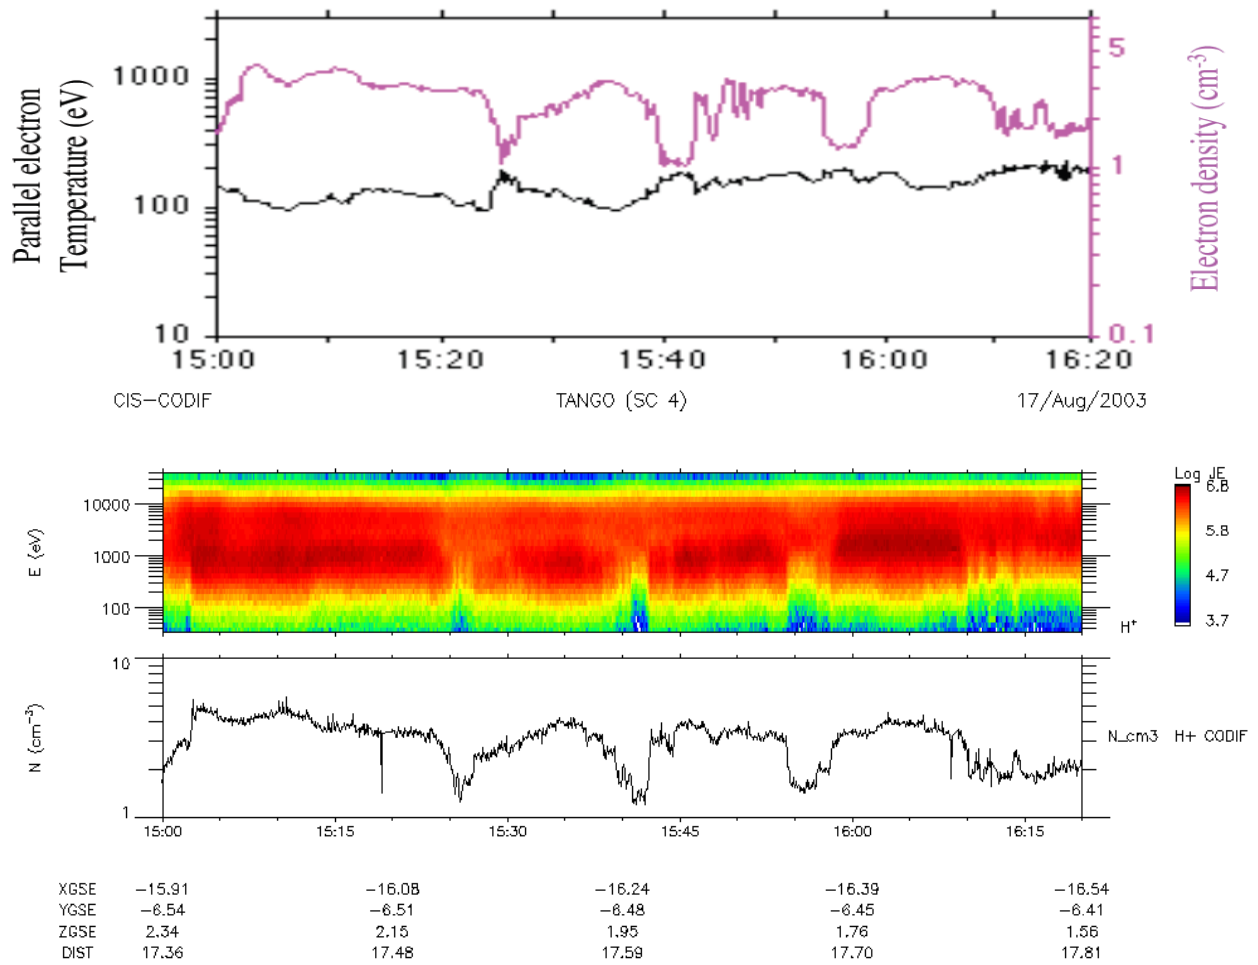 Parallel electron
Temperature (eV)
1000
100
10
5
1
0.1
Electron density (cm-3)
15:00 15:20 15:40 16:00 16:20
CIS-CODIF TANGO (SC 4) 17/Aug/2003
E (eV)
10000
1000
100
H+
Log JE
6.8
5.8
4.7
3.7
N (cm-3)
10
1
N_cm3 H+ CODIF
15:00 15:15 15:30 15:45 16:00 16:15
XGSE -15.91 -16.08 -16.24 -16.39 -16.54
YGSE -6.54 -6.51 -6.48 -6.45 -6.41
ZGSE 2.34 2.15 1.95 1.76 1.56
DIST 17.36 17.48 17.59 17.70 17.81